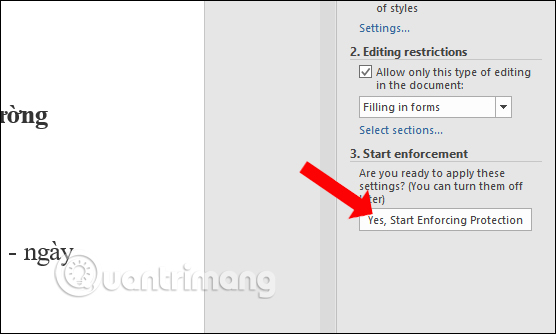 of styles
Settings...
2. Editing restrictions
Allow only this type of editing
in the document:
Filling in forms
Select sections...
3. Start enforcement
Are you ready to apply these
settings? (You can turn them off
later)
Yes, Start Enforcing Protection
ường
- ngày
Quantrimang